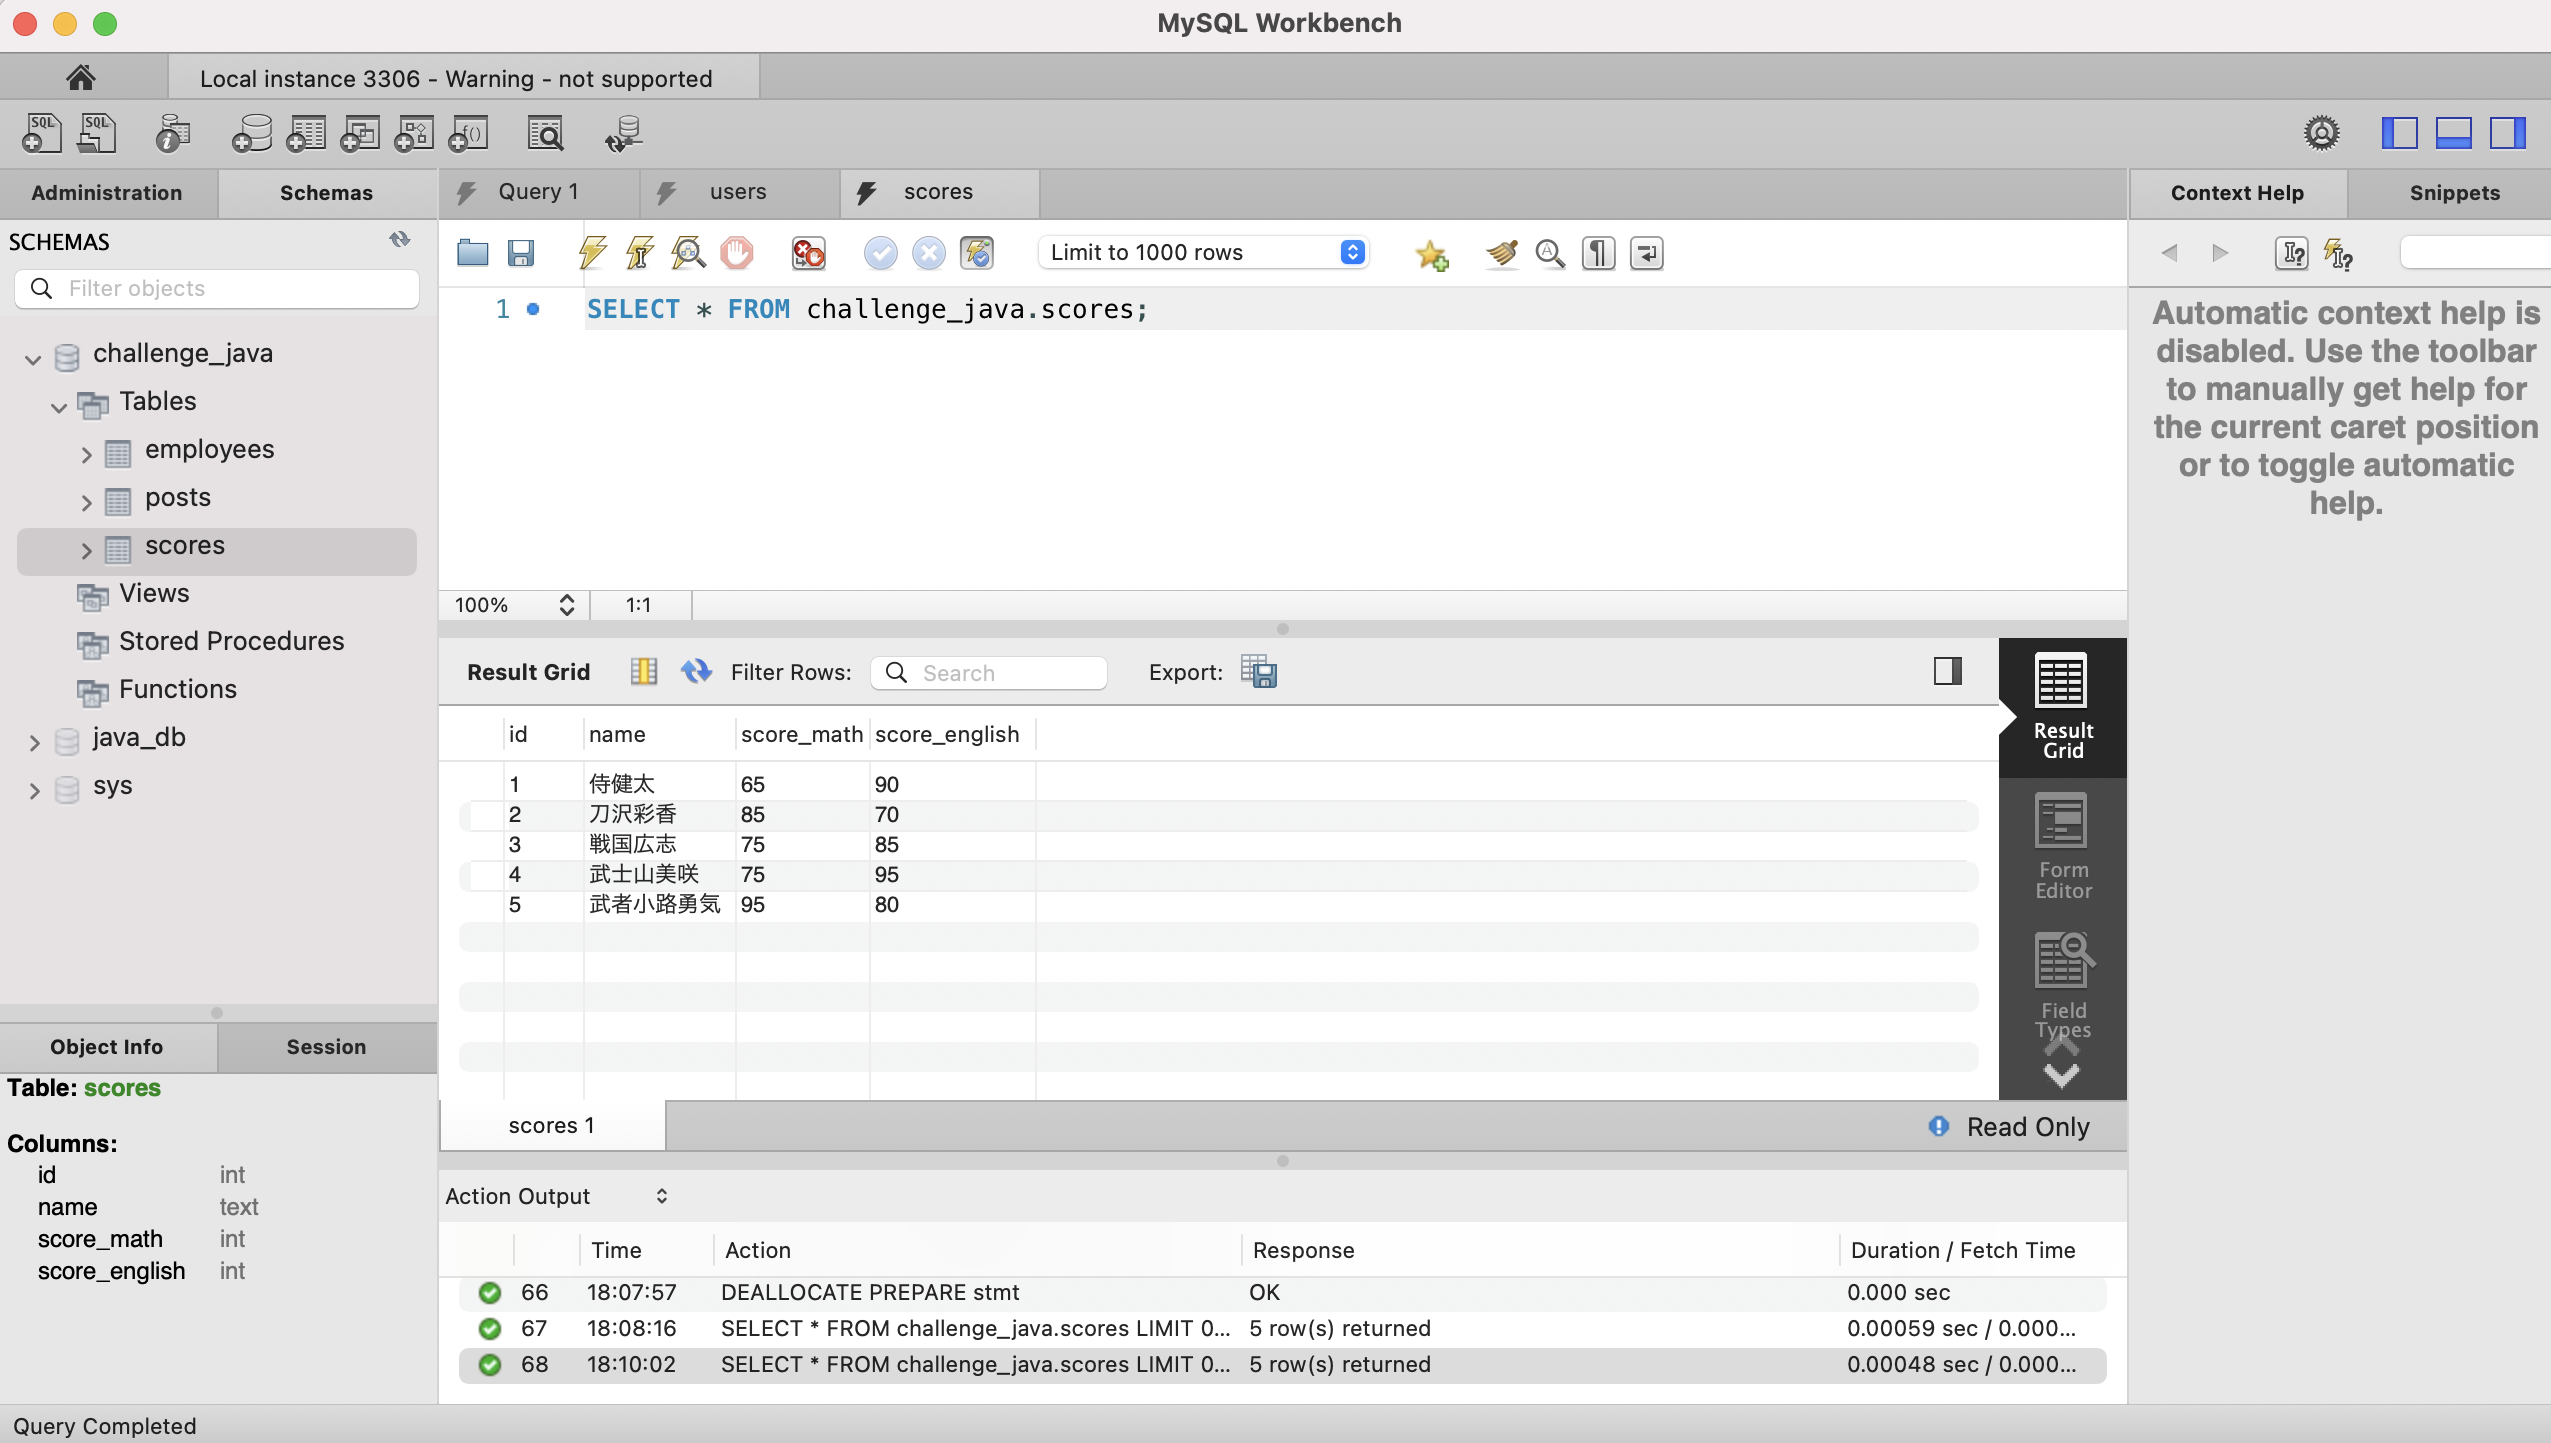 MySQL Workbench
Local instance 3306 - Warning - not supported
SQL
SQL
Administration
Schemas
Query 1
users
scores
Context Help
Snippets
SCHEMAS
Filter objects
challenge_java
Tables
employees
posts
scores
Views
Stored Procedures
Functions
java_db
sys
Limit to 1000 rows
1
SELECT * FROM challenge_java.scores;
100%
1:1
Automatic context help is
disabled. Use the toolbar
to manually get help for
the current caret position
or to toggle automatic
help.
Result Grid
Filter Rows:
Search
Export:
id name score_math score_english
1 侍健太 65 90
2 刀沢彩香 85 70
3 戦国広志 75 85
4 武士山美咲 75 95
5 武者小路勇気 95 80
Result
Grid
Form
Editor
Field
Types
scores 1
Read Only
Object Info
Session
Table: scores
Columns:
id int
name text
score_math int
score_english int
Action Output
Time Action Response Duration / Fetch Time
66 18:07:57 DEALLOCATE PREPARE stmt OK 0.000 sec
67 18:08:16 SELECT * FROM challenge_java.scores LIMIT 0... 5 row(s) returned 0.00059 sec / 0.000...
68 18:10:02 SELECT * FROM challenge_java.scores LIMIT 0... 5 row(s) returned 0.00048 sec / 0.000...
Query Completed